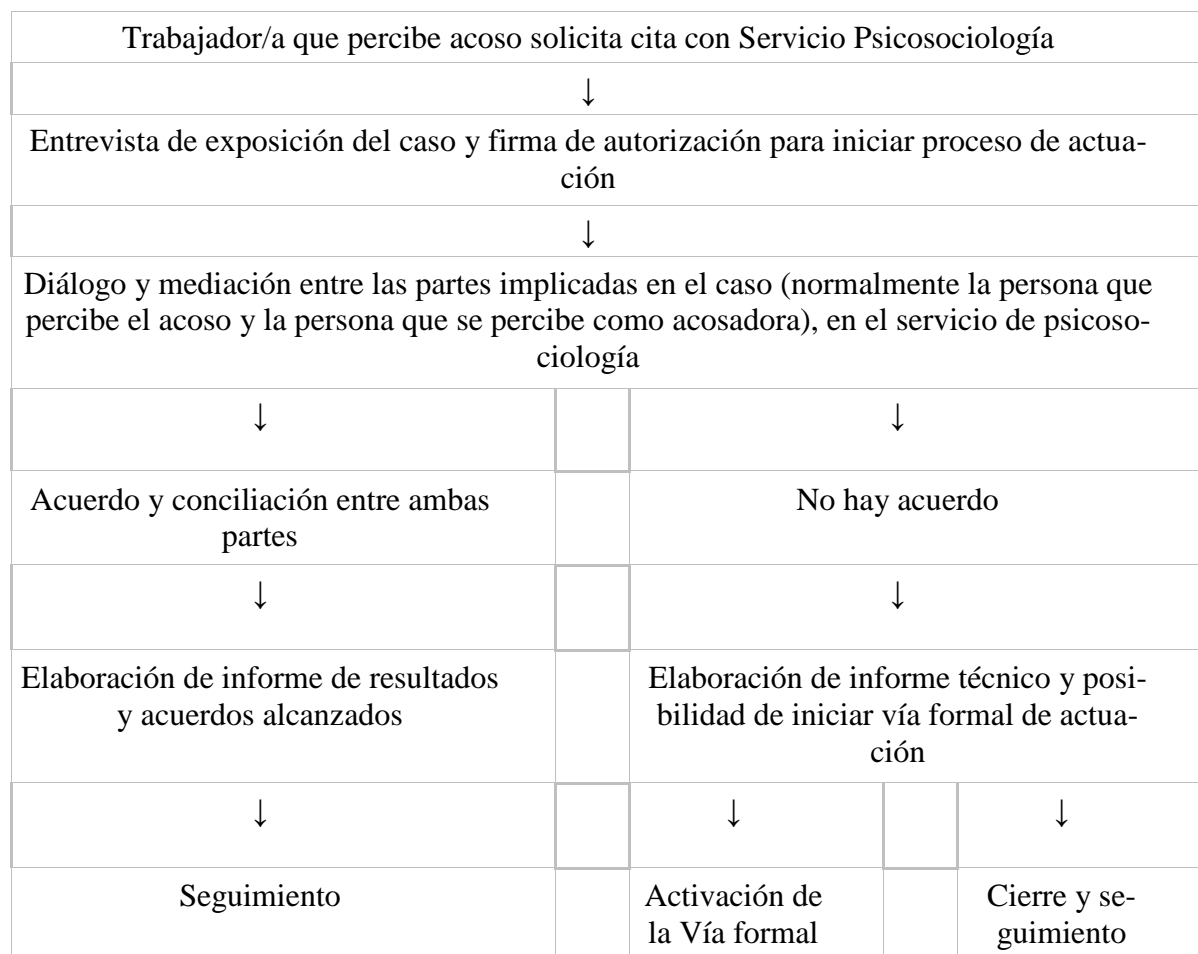 Trabajador/a que percibe acoso solicita cita con Servicio Psicosociología
↓
Entrevista de exposición del caso y firma de autorización para iniciar proceso de actua-
ción
↓
Diálogo y mediación entre las partes implicadas en el caso (normalmente la persona que
percibe el acoso y la persona que se percibe como acosadora), en el servicio de psicoso-
ciología
↓ ↓
Acuerdo y conciliación entre ambas
partes
No hay acuerdo
↓ ↓
Elaboración de informe de resultados
y acuerdos alcanzados
Elaboración de informe técnico y posi-
bilidad de iniciar vía formal de actua-
ción
↓ ↓ ↓
Seguimiento
Activación de
la Vía formal
Cierre y se-
guimiento